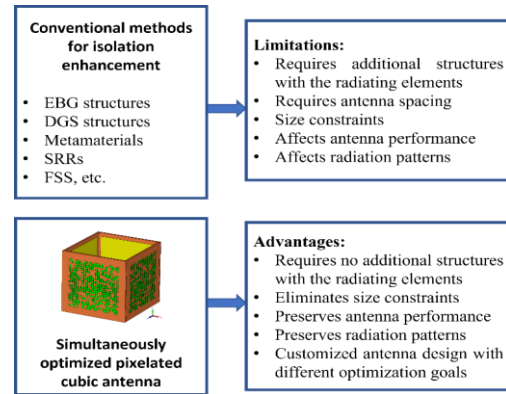 Conventional methods
for isolation
enhancement
• EBG structures
• DGS structures
• Metamaterials
• SRRs
• FSS, etc.
Limitations:
• Requires additional structures
with the radiating elements
• Requires antenna spacing
• Size constraints
• Affects antenna performance
• Affects radiation patterns
Simultaneously
optimized pixelated
cubic antenna
Advantages:
• Requires no additional structures
with the radiating elements
• Eliminates size constraints
• Preserves antenna performance
• Preserves radiation patterns
• Customized antenna design with
different optimization goals